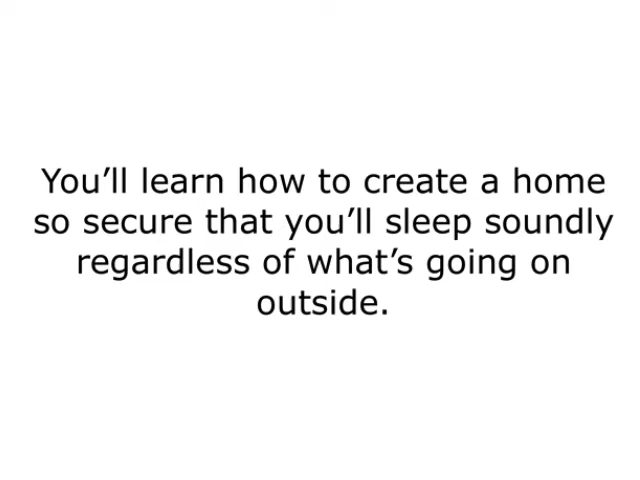 You’ll learn how to create a home
so secure that you’ll sleep soundly
regardless of what’s going on
outside.